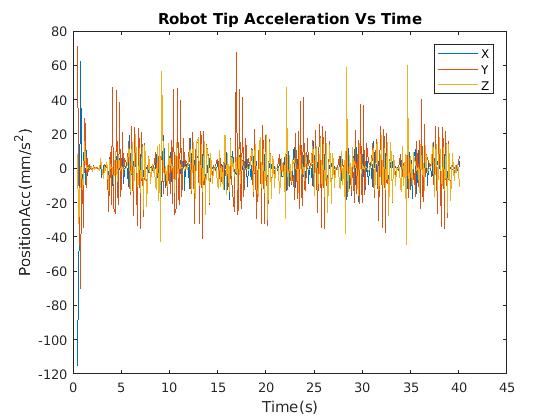 Robot Tip Acceleration Vs Time
80
60
40
20
0
-20
-40
-60
-80
-100
-120
PositionAcc(mm/s²)
X
Y
Z
0 5 10 15 20 25 30 35 40 45
Time(s)